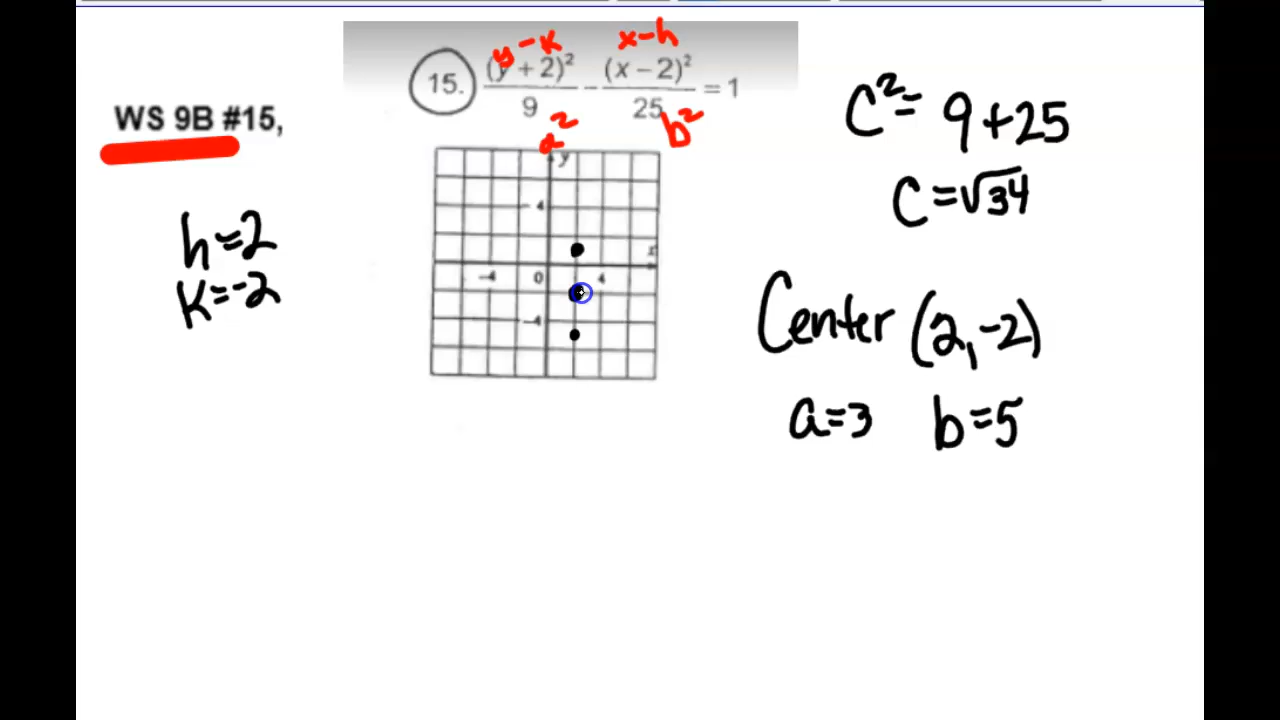 y-k x-h
15. (y + 2)² / 9 - (x - 2)² / 25 = 1
a² b²
WS 9B #15,
h=2
k=-2
y
4
x
-4 0 4
-4
c²= 9+25
c=√34
Center (2,-2)
a=3 b=5